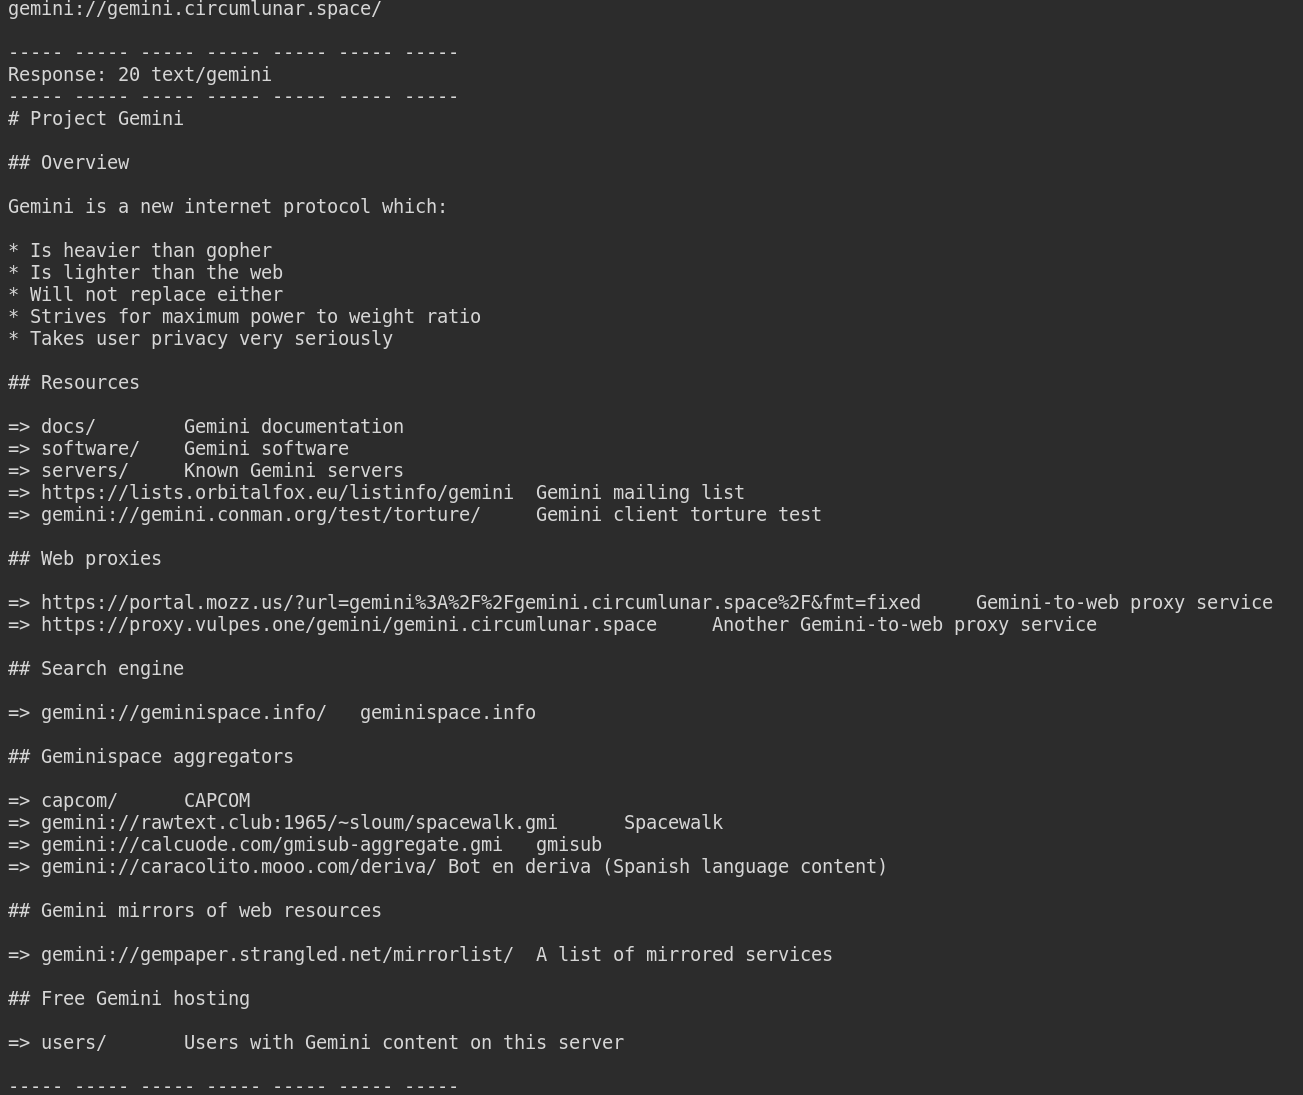 gemini://gemini.circumlunar.space/
----- ----- ----- ----- ----- ----- -----
Response: 20 text/gemini
----- ----- ----- ----- ----- ----- -----
# Project Gemini
## Overview
Gemini is a new internet protocol which:
* Is heavier than gopher
* Is lighter than the web
* Will not replace either
* Strives for maximum power to weight ratio
* Takes user privacy very seriously
## Resources
=> docs/        Gemini documentation
=> software/    Gemini software
=> servers/     Known Gemini servers
=> https://lists.orbitalfox.eu/listinfo/gemini  Gemini mailing list
=> gemini://gemini.conman.org/test/torture/     Gemini client torture test
## Web proxies
=> https://portal.mozz.us/?url=gemini%3A%2F%2Fgemini.circumlunar.space%2F&fmt=fixed     Gemini-to-web proxy service
=> https://proxy.vulpes.one/gemini/gemini.circumlunar.space     Another Gemini-to-web proxy service
## Search engine
=> gemini://geminispace.info/   geminispace.info
## Geminispace aggregators
=> capcom/      CAPCOM
=> gemini://rawtext.club:1965/~sloum/spacewalk.gmi      Spacewalk
=> gemini://calcuode.com/gmisub-aggregate.gmi   gmisub
=> gemini://caracolito.mooo.com/deriva/ Bot en deriva (Spanish language content)
## Gemini mirrors of web resources
=> gemini://gempaper.strangled.net/mirrorlist/  A list of mirrored services
## Free Gemini hosting
=> users/       Users with Gemini content on this server
----- ----- ----- ----- ----- ----- -----